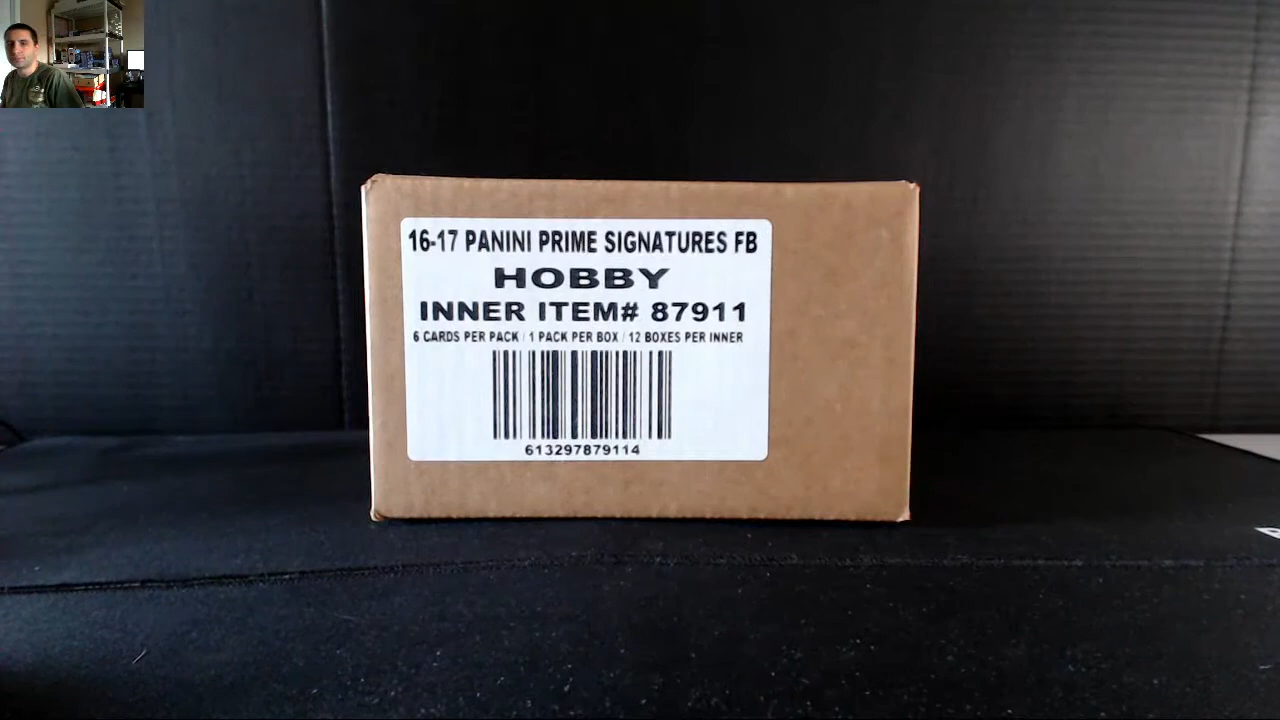 16-17 PANINI PRIME SIGNATURES FB
HOBBY
INNER ITEM# 87911
6 CARDS PER PACK / 1 PACK PER BOX / 12 BOXES PER INNER
613297879114